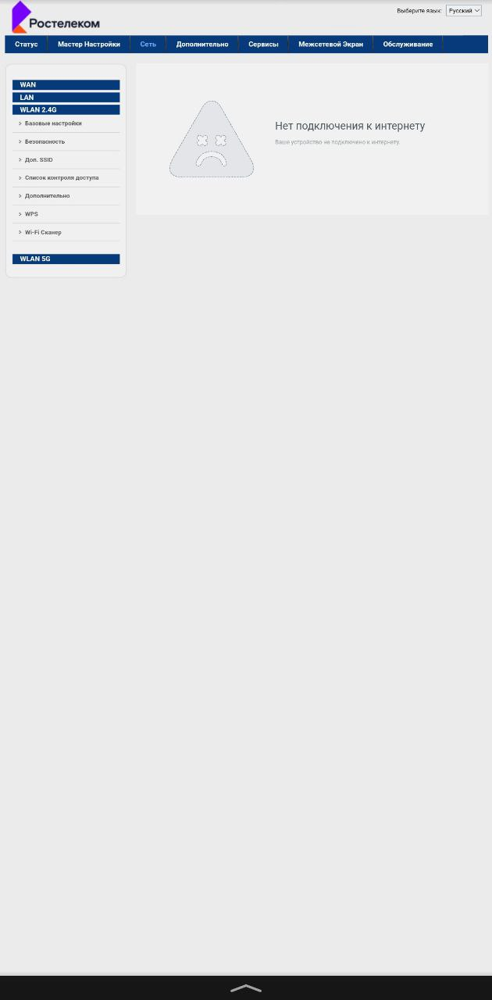 Ростелеком
Выберите язык: Русский
Статус Мастер Настройки Сеть Дополнительно Сервисы Межсетевой Экран Обслуживание
WAN
LAN
WLAN 2.4G
Базовые настройки
Безопасность
Доп. SSID
Список контроля доступа
Дополнительно
WPS
Wi-Fi Сканер
WLAN 5G
Нет подключения к интернету
Ваше устройство не подключено к интернету.